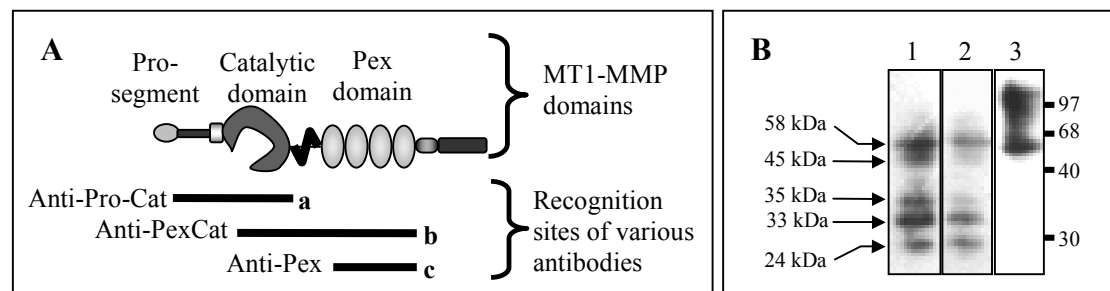 A
Pro-
segment
Catalytic
domain
Pex
domain
MT1-MMP
domains
Anti-Pro-Cat
a
Anti-PexCat
b
Anti-Pex
c
Recognition
sites of various
antibodies
B
1 2 3
58 kDa
45 kDa
35 kDa
33 kDa
24 kDa
97
68
40
30